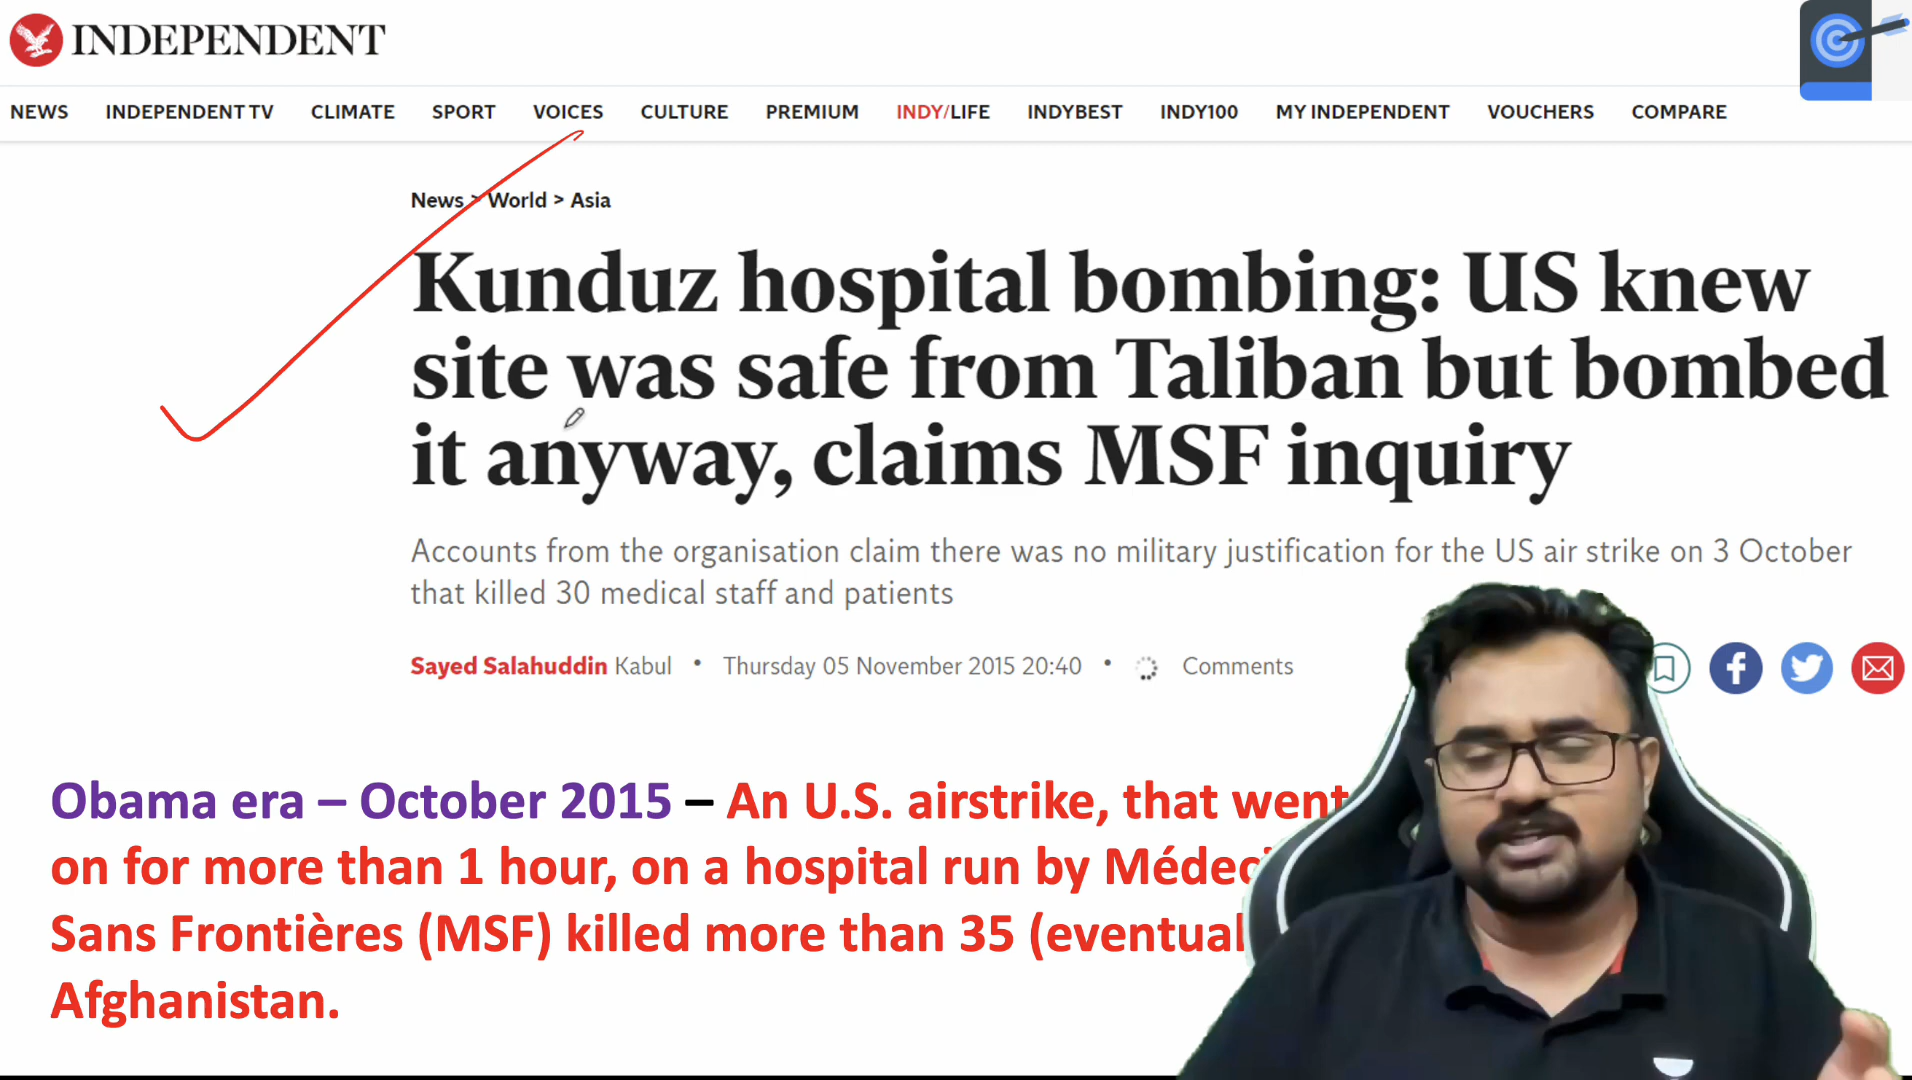 INDEPENDENT
NEWS INDEPENDENT TV CLIMATE SPORT VOICES CULTURE PREMIUM INDY/LIFE INDYBEST INDY100 MY INDEPENDENT VOUCHERS COMPARE
News > World > Asia
Kunduz hospital bombing: US knew
site was safe from Taliban but bombed
it anyway, claims MSF inquiry
Accounts from the organisation claim there was no military justification for the US air strike on 3 October
that killed 30 medical staff and patients
Sayed Salahuddin Kabul • Thursday 05 November 2015 20:40 • Comments
Obama era – October 2015 – An U.S. airstrike, that went
on for more than 1 hour, on a hospital run by
Sans Frontières (MSF) killed more than 35
Afghanistan.